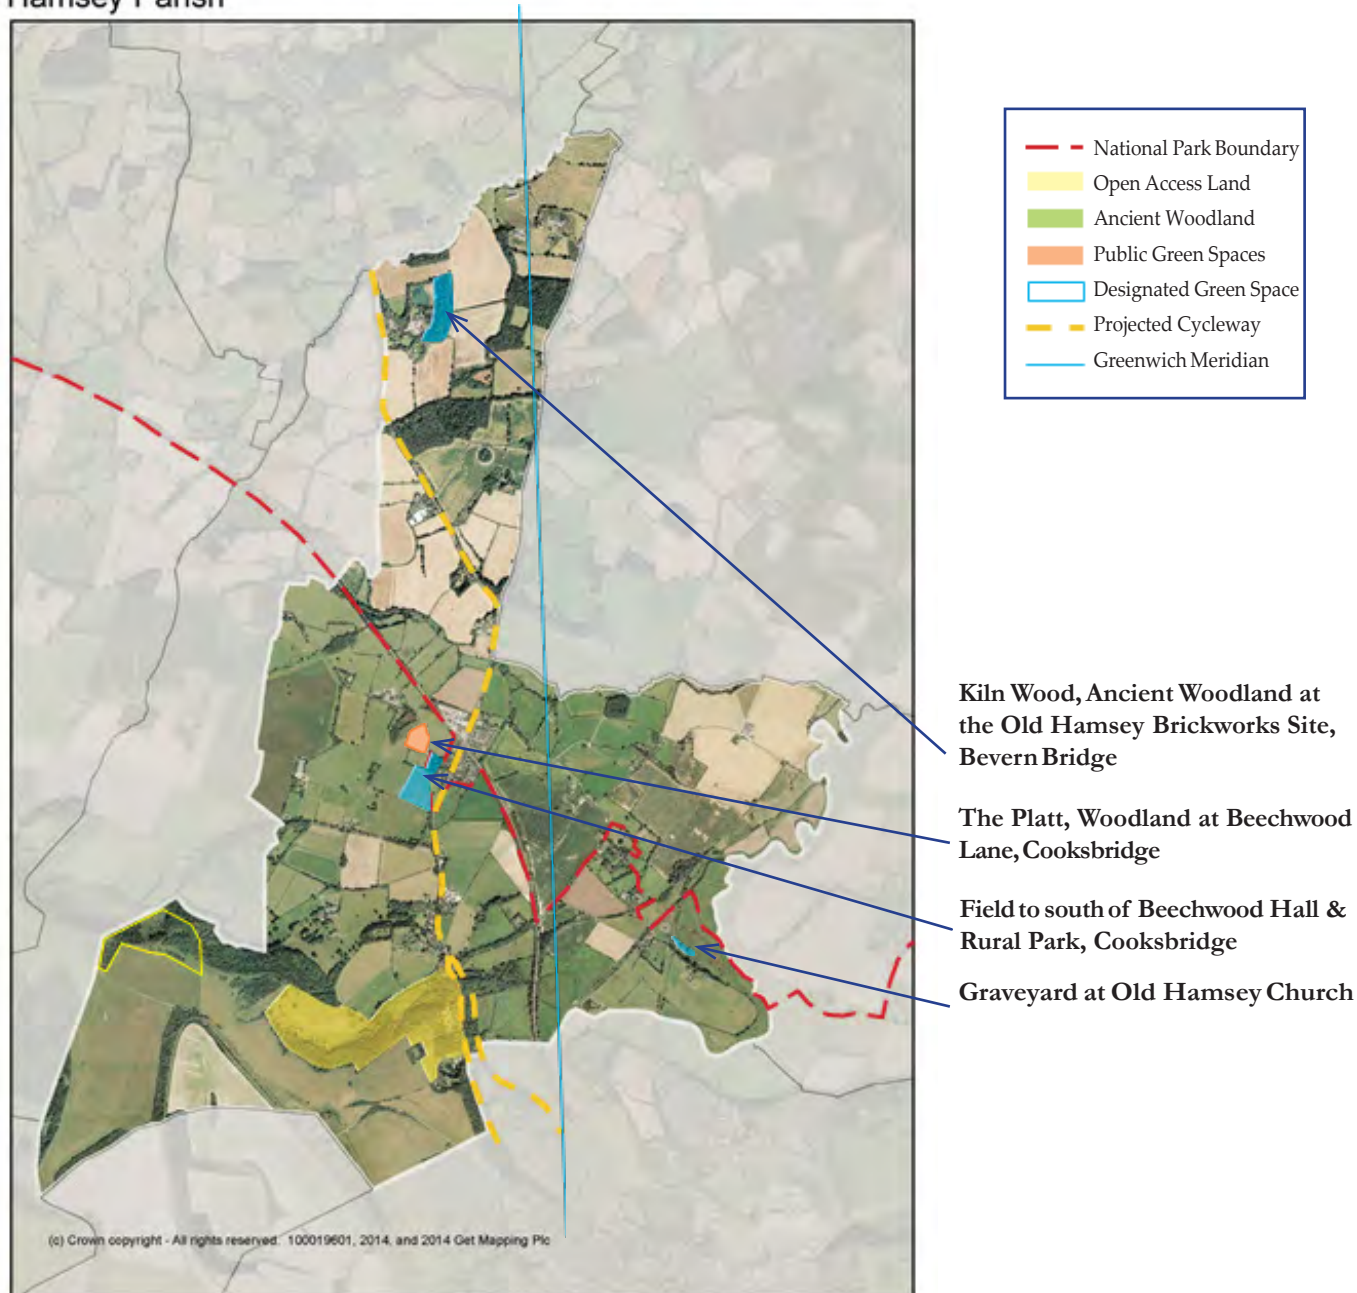 Hamsey Parish
National Park Boundary
Open Access Land
Ancient Woodland
Public Green Spaces
Designated Green Space
Projected Cycleway
Greenwich Meridian
Kiln Wood, Ancient Woodland at
the Old Hamsey Brickworks Site,
Bevern Bridge
The Platt, Woodland at Beechwood
Lane, Cooksbridge
Field to south of Beechwood Hall &
Rural Park, Cooksbridge
Graveyard at Old Hamsey Church
(c) Crown copyright - All rights reserved. 100019601, 2014. and 2014 Get Mapping Plc